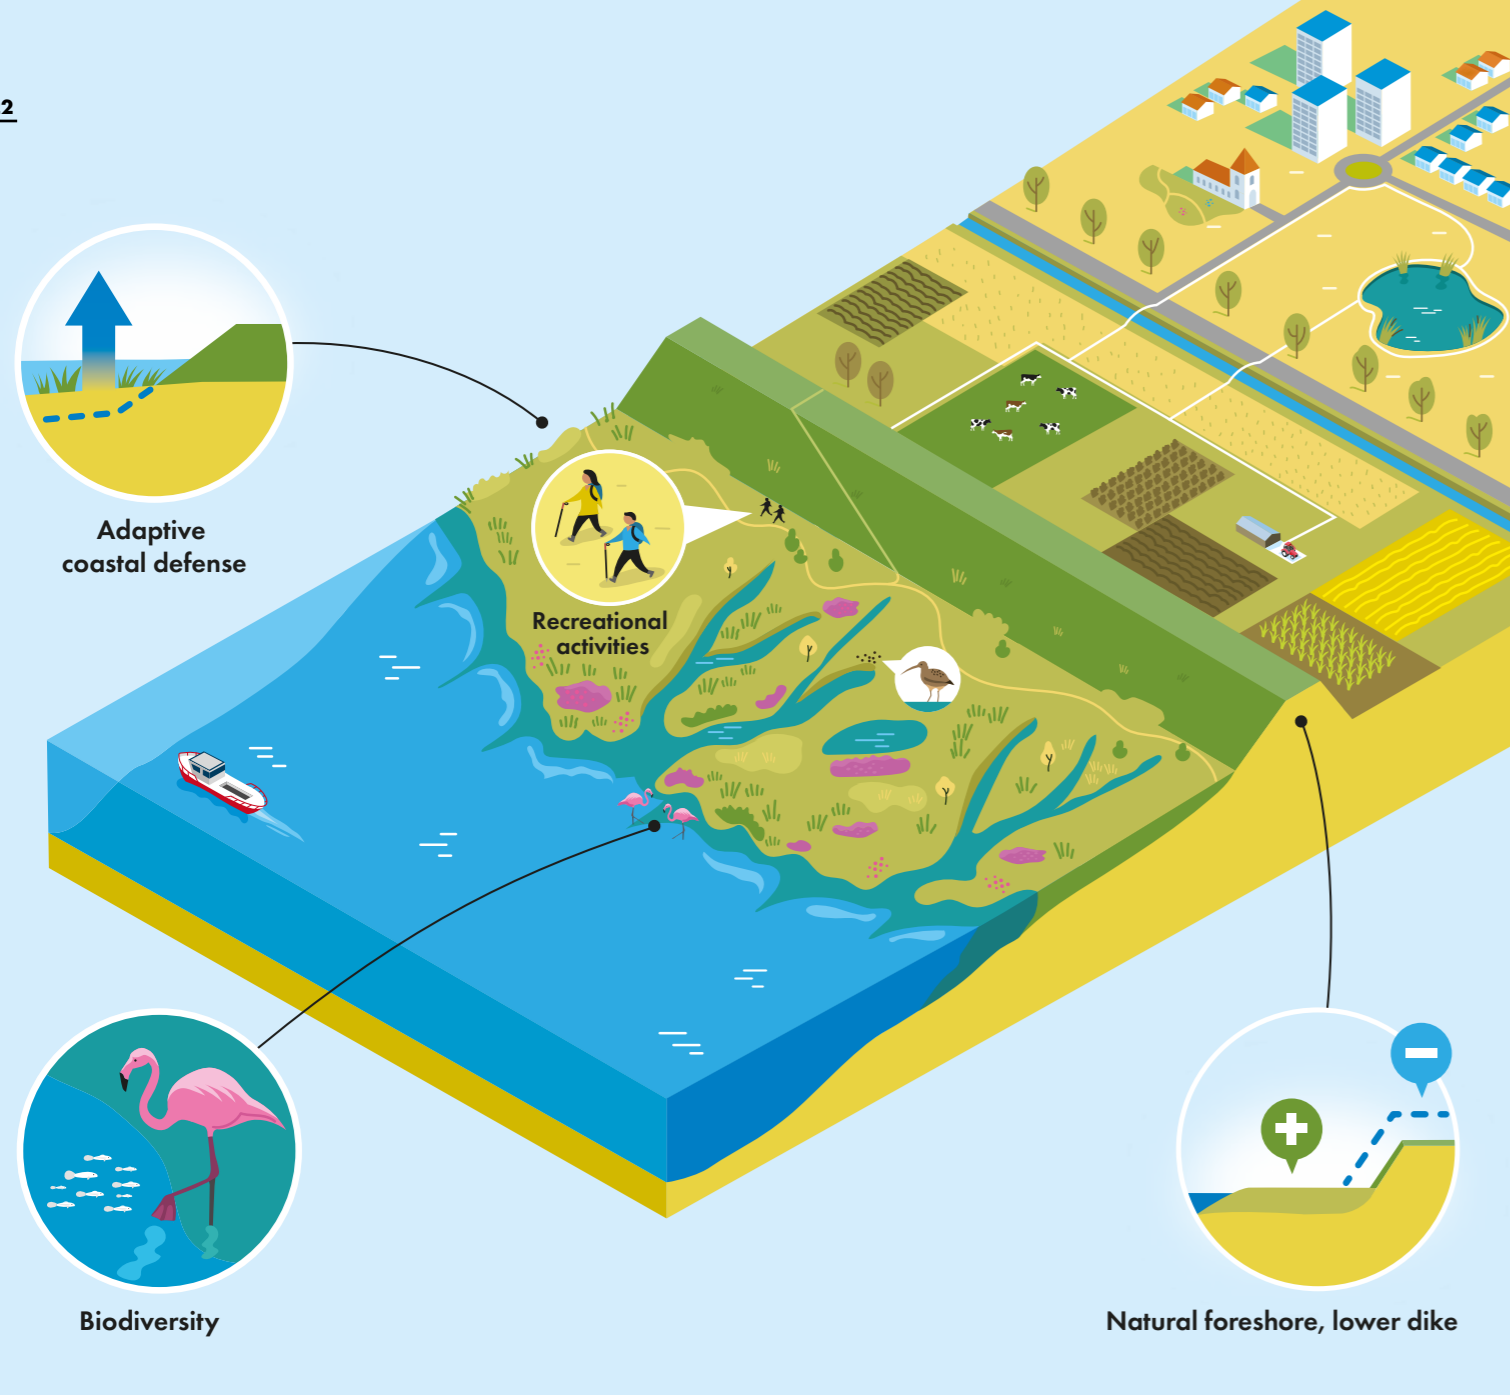 2
Adaptive
coastal defense
Recreational
activities
Biodiversity
Natural foreshore, lower dike